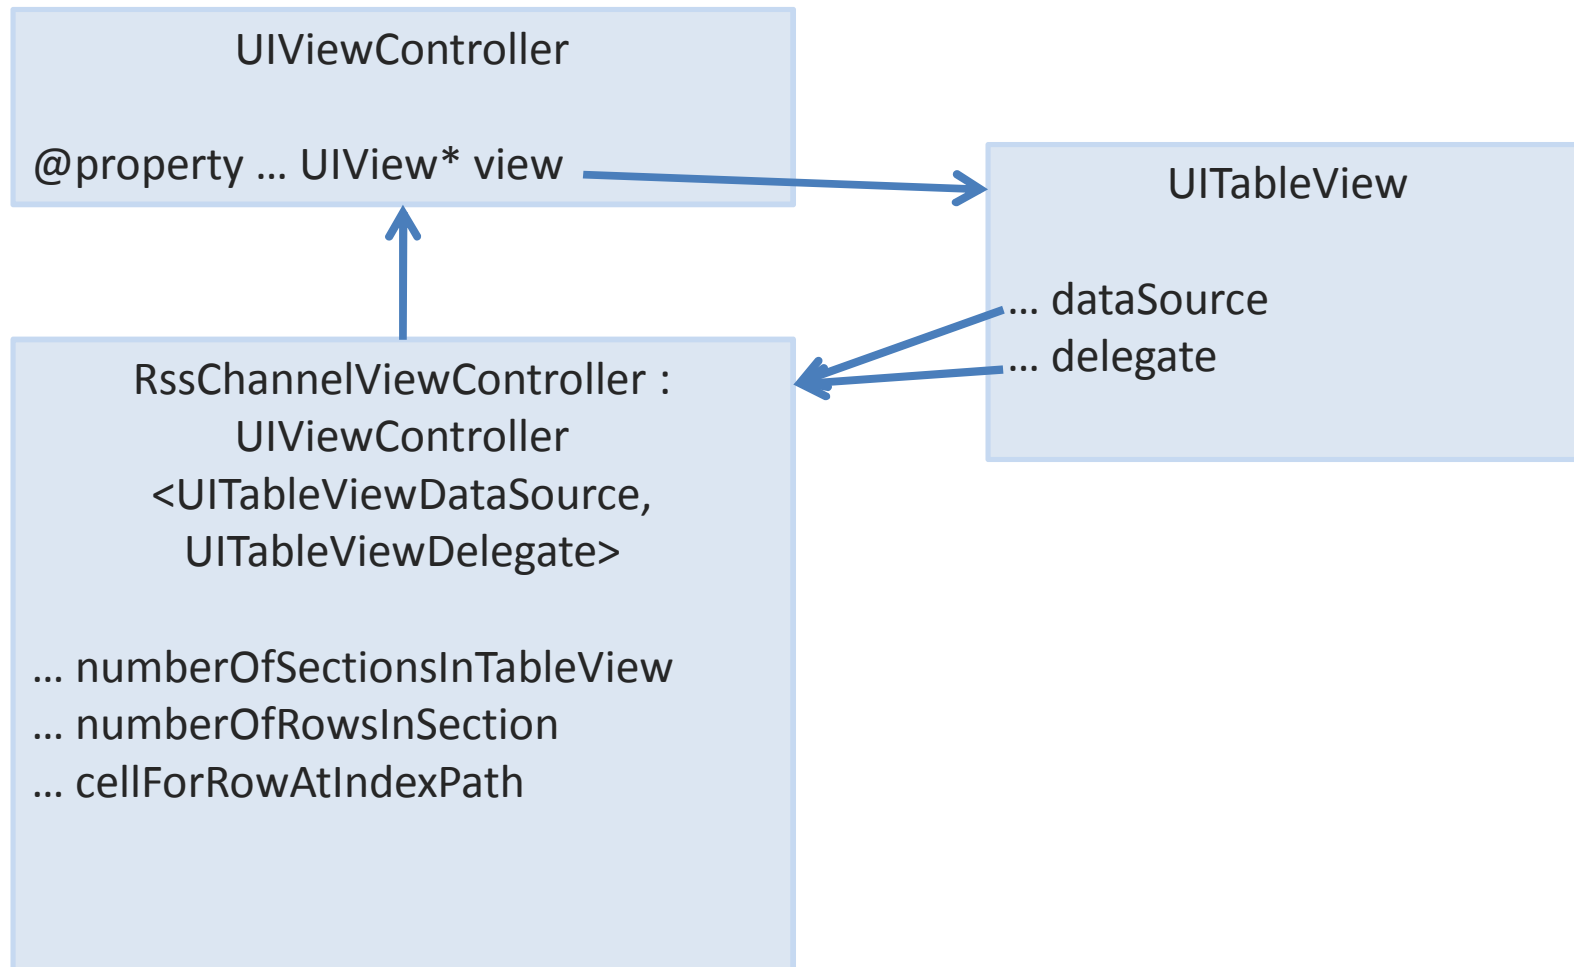 UIViewController
@property … UIView* view
UITableView
… dataSource
… delegate
RssChannelViewController :
UIViewController
<UITableViewDataSource,
UITableViewDelegate>
… numberOfSectionsInTableView
… numberOfRowsInSection
… cellForRowAtIndexPath